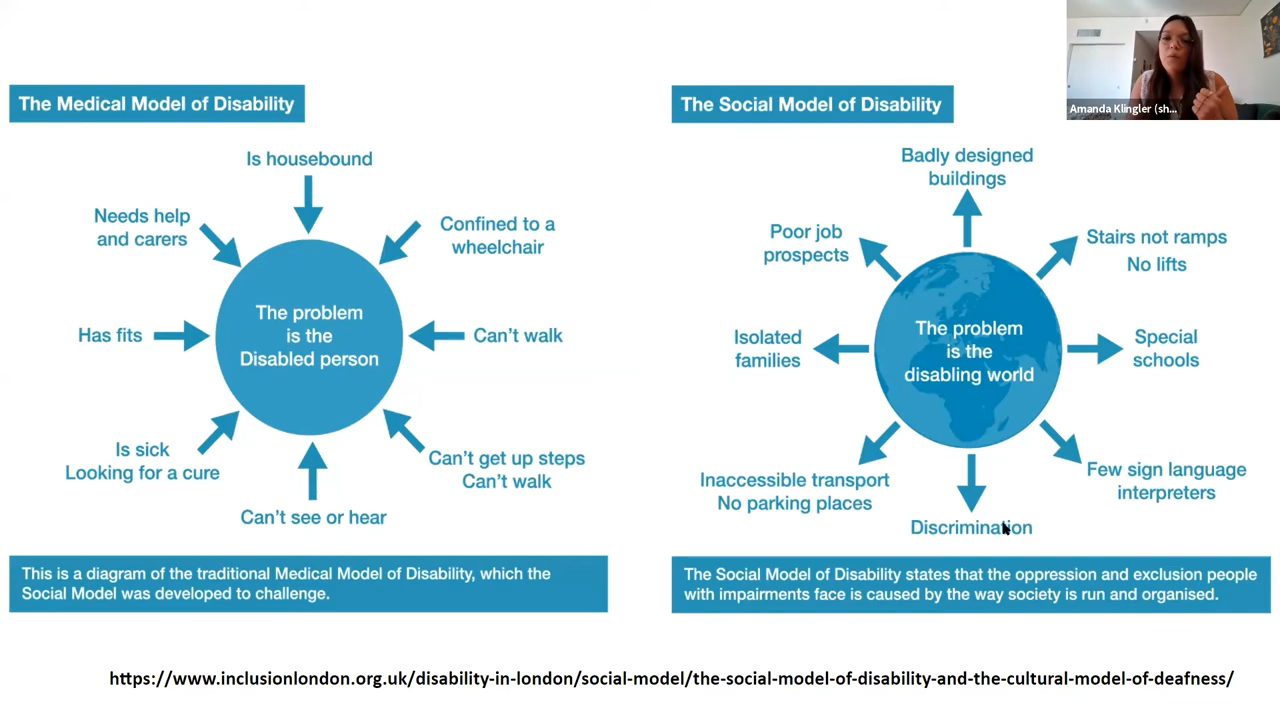 Amanda Klingler (sh...
The Medical Model of Disability
Is housebound
Needs help
and carers
Confined to a
wheelchair
Has fits
The problem
is the
Disabled person
Can't walk
Is sick
Looking for a cure
Can't get up steps
Can't walk
Can't see or hear
This is a diagram of the traditional Medical Model of Disability, which the
Social Model was developed to challenge.
The Social Model of Disability
Badly designed
buildings
Poor job
prospects
Stairs not ramps
No lifts
Isolated
families
The problem
is the
disabling world
Special
schools
Inaccessible transport
No parking places
Few sign language
interpreters
Discrimination
The Social Model of Disability states that the oppression and exclusion people
with impairments face is caused by the way society is run and organised.
https://www.inclusionlondon.org.uk/disability-in-london/social-model/the-social-model-of-disability-and-the-cultural-model-of-deafness/